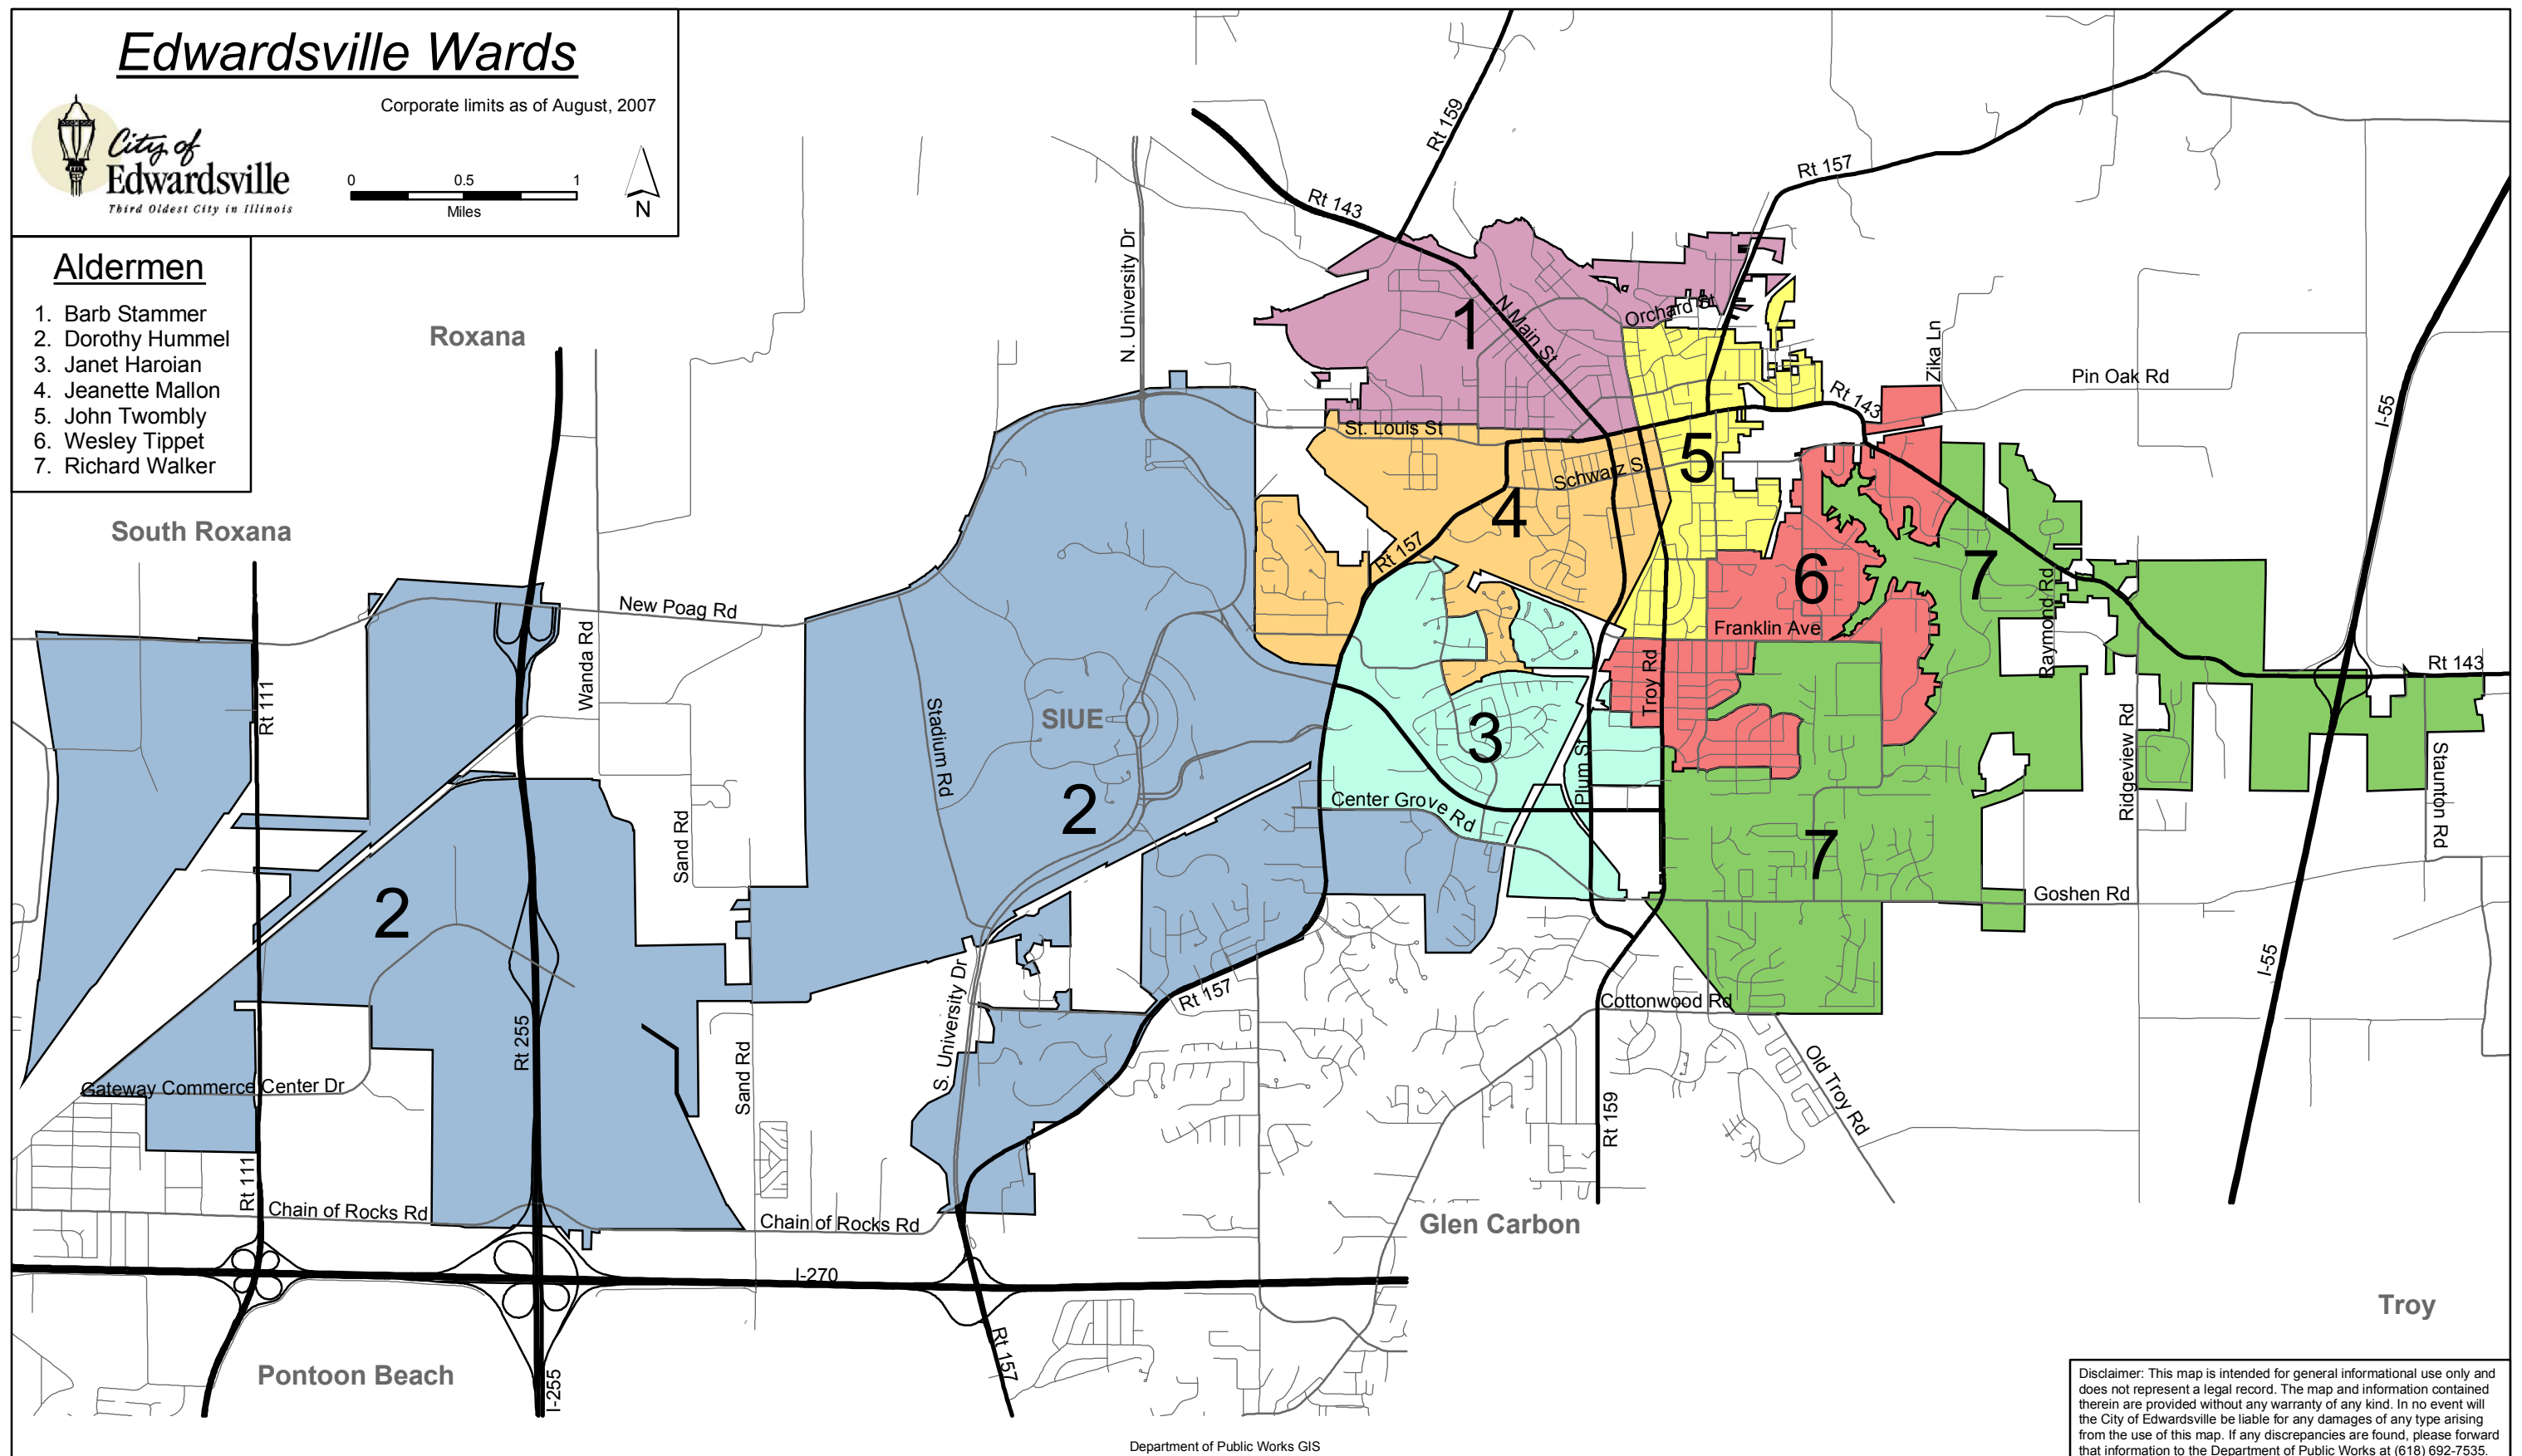 Edwardsville Wards
Corporate limits as of August, 2007
City of
Edwardsville
Third Oldest City in Illinois
0 0.5 1
Miles
N
Aldermen
1. Barb Stammer
2. Dorothy Hummel
3. Janet Haroian
4. Jeanette Mallon
5. John Twombly
6. Wesley Tippet
7. Richard Walker
Rt 159
Rt 143
Rt 157
N. University Dr
Roxana
1
N Main St
Orchard St
Zika Ln
Pin Oak Rd
I-55
Rt 143
St. Louis St
Schwarz S
5
4
South Roxana
Rt 157
6
7
New Poag Rd
Wanda Rd
Raymond Rd
Franklin Ave
Rt 143
Rt 111
Stadium Rd
SIUE
Troy Rd
3
Plum St
Ridgeview Rd
Staunton Rd
2
Center Grove Rd
Sand Rd
7
2
Goshen Rd
I-55
S. University Dr
Rt 157
Cottonwood Rd
Rt 255
Sand Rd
Old Troy Rd
Gateway Commerce Center Dr
Rt 159
Rt 111
Chain of Rocks Rd
Chain of Rocks Rd
Glen Carbon
I-270
Troy
Rt 157
Pontoon Beach
I-255
Department of Public Works GIS
Disclaimer: This map is intended for general informational use only and
does not represent a legal record. The map and information contained
therein are provided without any warranty of any kind. In no event will
the City of Edwardsville be liable for any damages of any type arising
from the use of this map. If any discrepancies are found, please forward
that information to the Department of Public Works at (618) 692-7535.